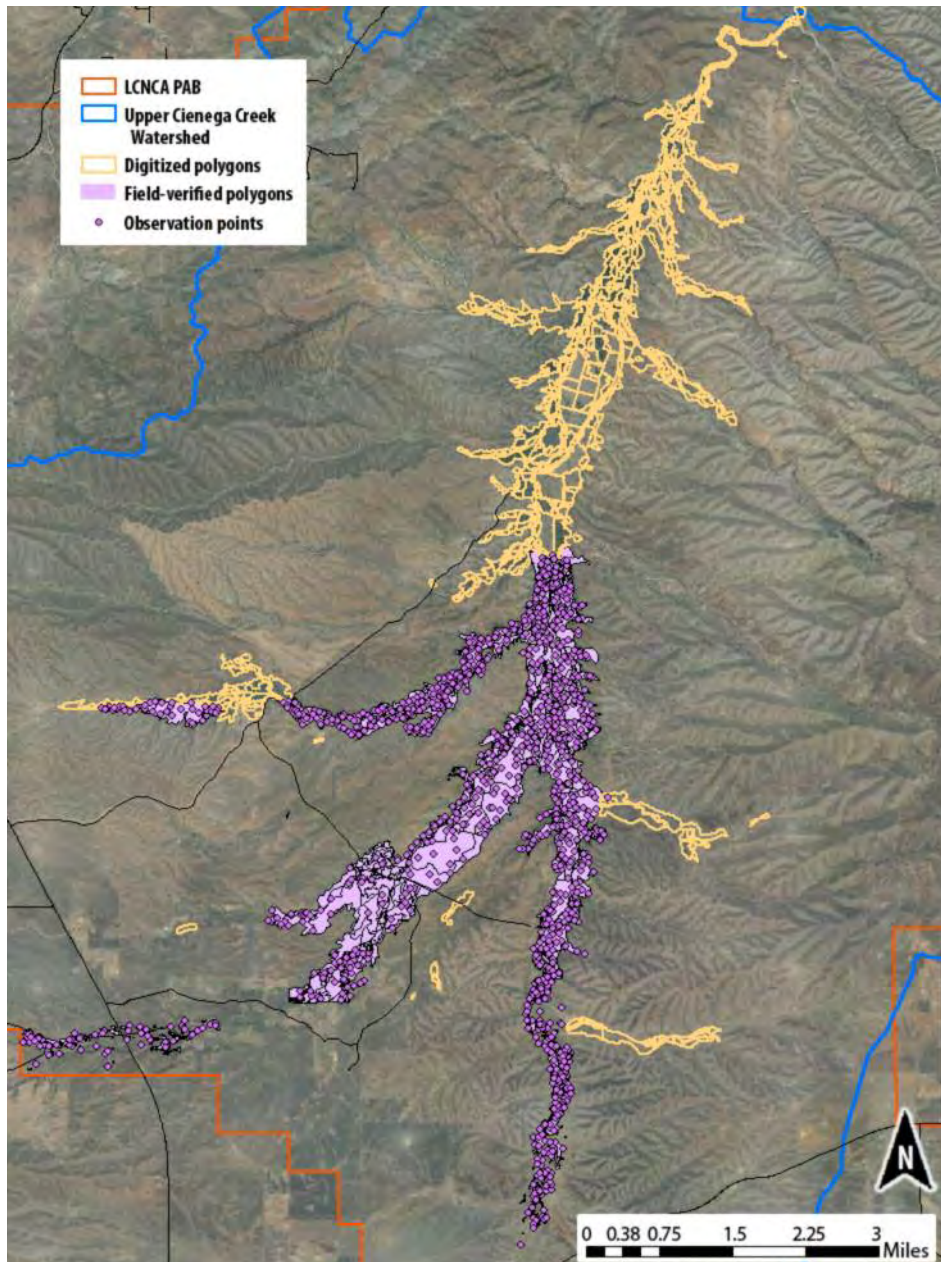 LCNCA PAB
Upper Cienega Creek
Watershed
Digitized polygons
Field-verified polygons
Observation points
N
0 0.38 0.75 1.5 2.25 3
Miles